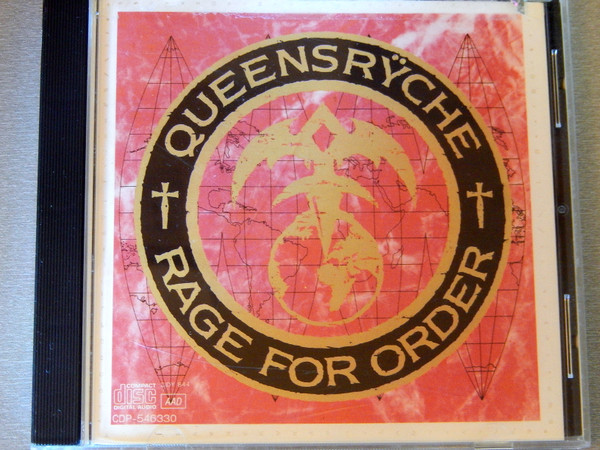 QUEENSRŸCHE
RAGE FOR ORDER
COMPACT
disc
DIGITAL AUDIO
AAD
CDP-546330